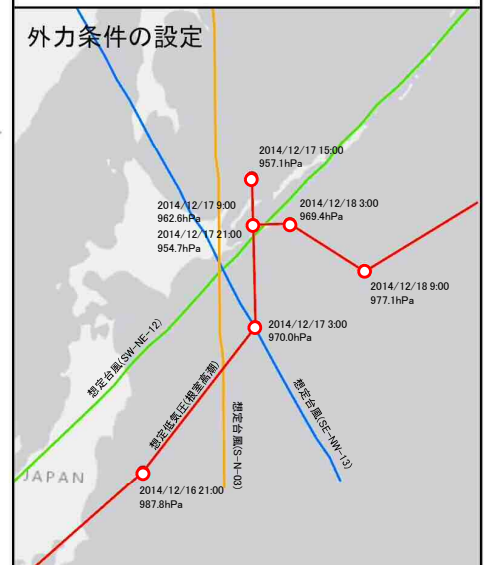 外力条件の設定
2014/12/17 15:00
957.1hPa
2014/12/17 9:00
962.6hPa
2014/12/17 21:00
954.7hPa
2014/12/18 3:00
969.4hPa
2014/12/18 9:00
977.1hPa
2014/12/17 3:00
970.0hPa
想定台風(SW-NE-12)
想定低気圧(根室高潮)
想定台風(S-N-03)
想定台風(SE-NW-13)
JAPAN
2014/12/16 21:00
987.8hPa